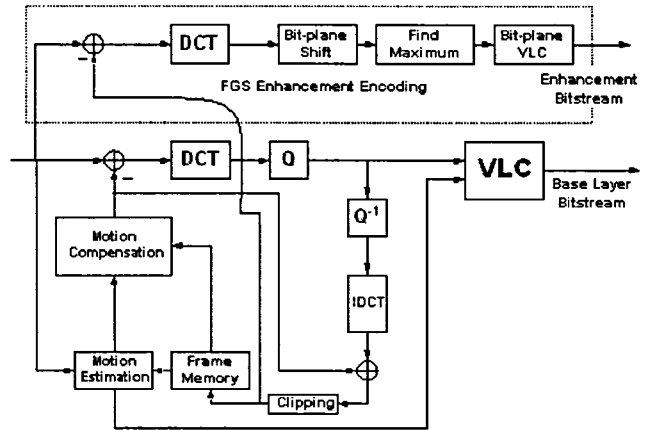 DCT
Bit-plane
Shift
Find
Maximum
Bit-plane
VLC
FGS Enhancement Encoding
Enhancement
Bitstream
DCT
Q
VLC
Base Layer
Bitstream
Q⁻¹
Motion
Compensation
IDCT
Motion
Estimation
Frame
Memory
Clipping